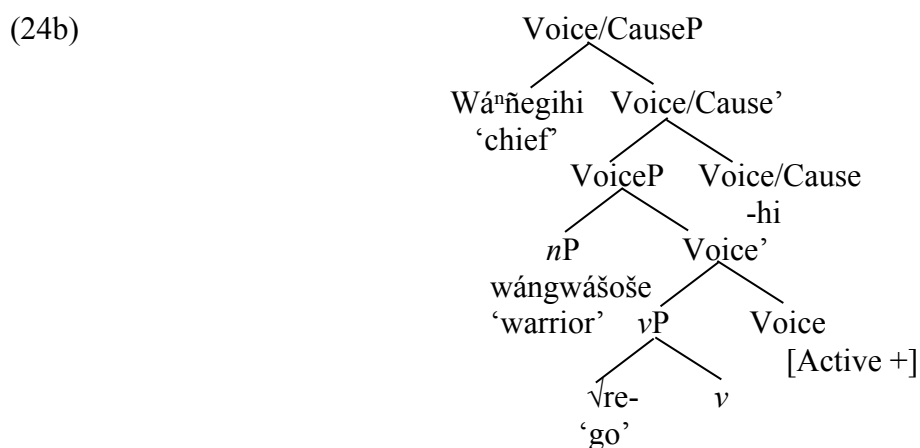 (24b) Voice/CauseP
Wáⁿñegihi Voice/Cause’
‘chief’
VoiceP Voice/Cause
-hi
nP Voice’
wángwášoše
‘warrior’ vP Voice
[Active +]
√re- v
‘go’